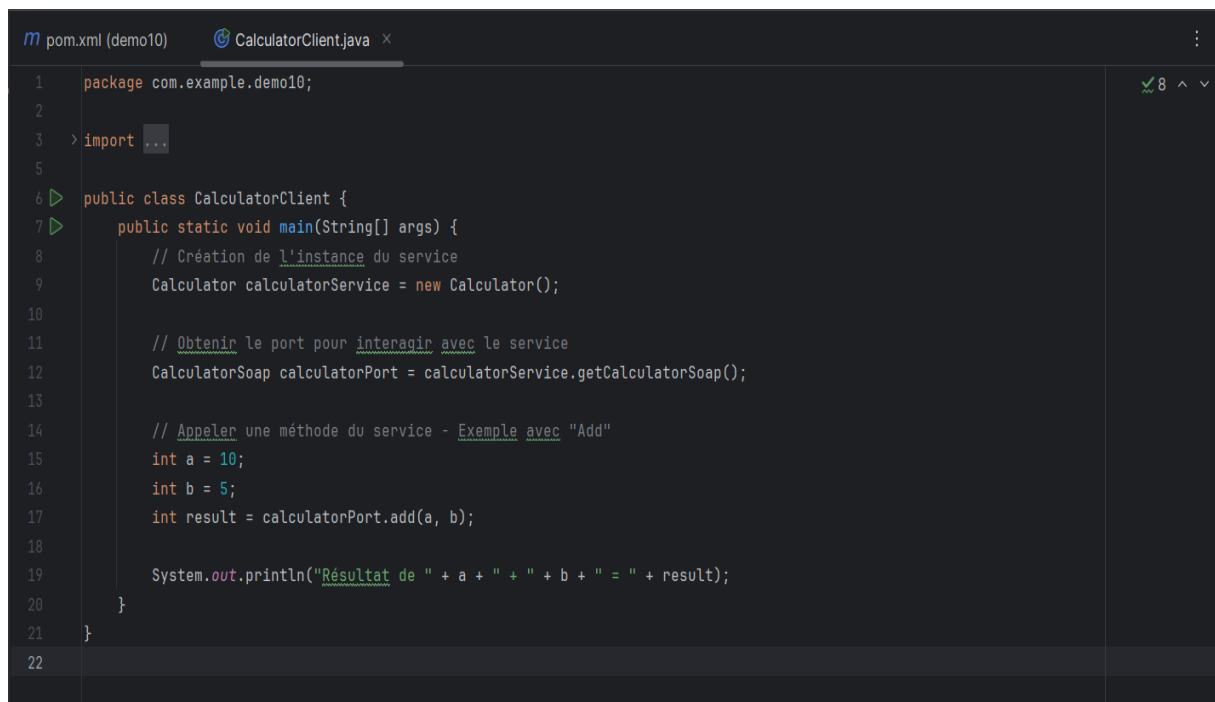 m pom.xml (demo10) CalculatorClient.java ×
1 package com.example.demo10;
8
2
3 import ...
5
6 public class CalculatorClient {
7 public static void main(String[] args) {
8 // Création de l'instance du service
9 Calculator calculatorService = new Calculator();
10
11 // Obtenir le port pour interagir avec le service
12 CalculatorSoap calculatorPort = calculatorService.getCalculatorSoap();
13
14 // Appeler une méthode du service - Exemple avec "Add"
15 int a = 10;
16 int b = 5;
17 int result = calculatorPort.add(a, b);
18
19 System.out.println("Résultat de " + a + " + " + b + " = " + result);
20 }
21 }
22